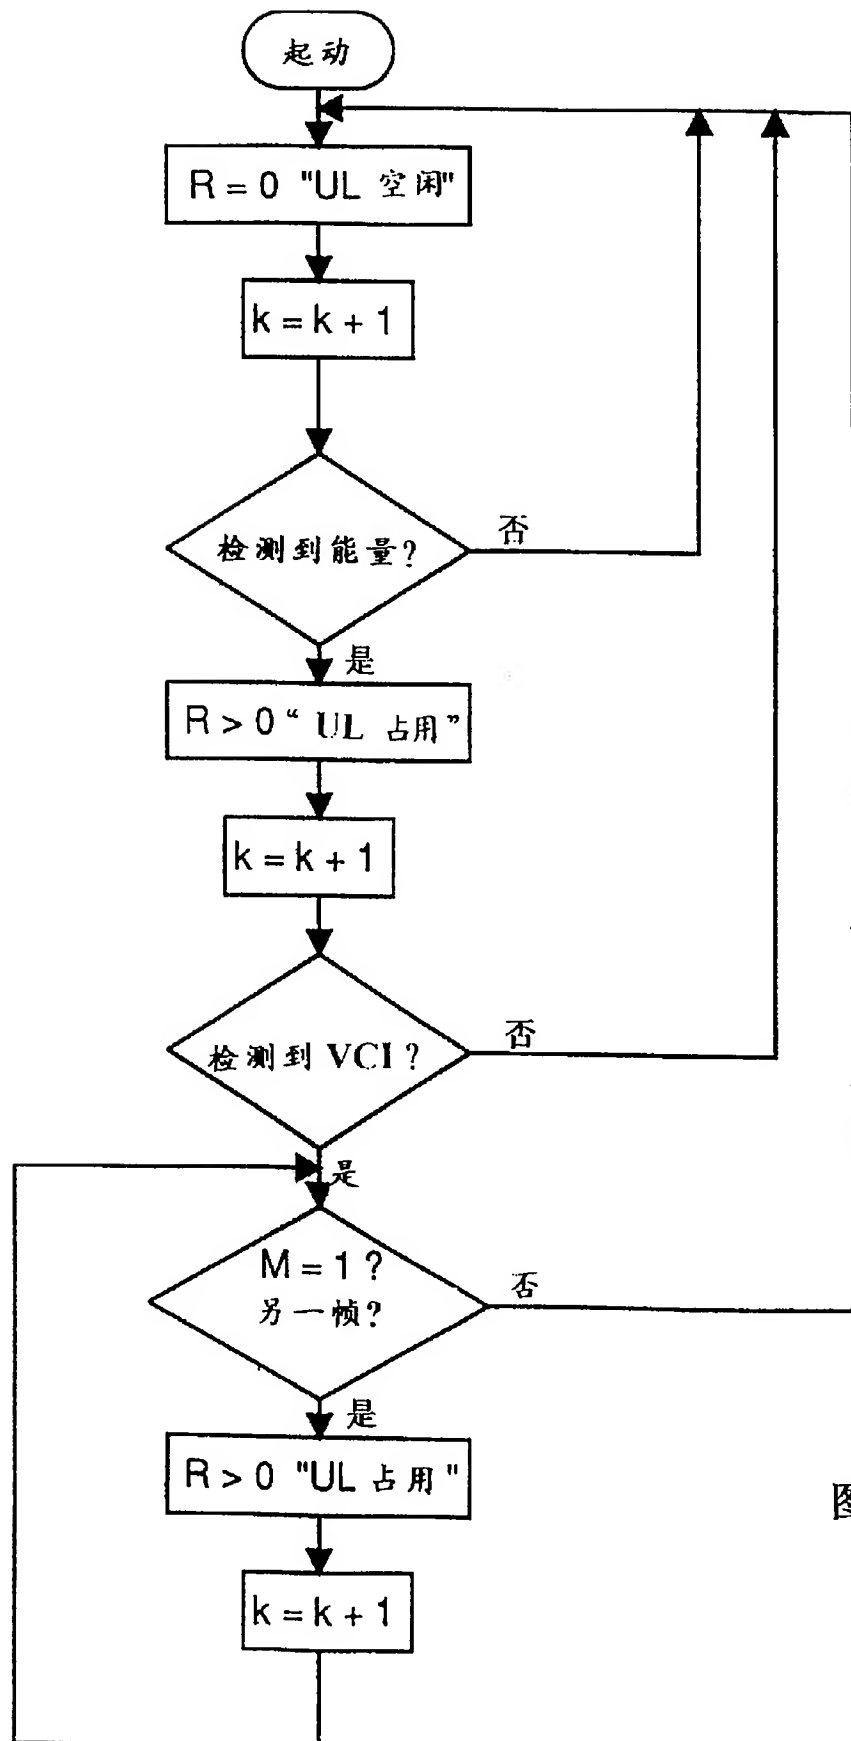 起动
R = 0 "UL 空闲"
k = k + 1
检测到能量?
否
是
R > 0 “ UL 占用 ”
k = k + 1
检测到 VCI ?
否
是
M = 1 ?
另一帧?
否
是
R > 0 "UL 占用 "
图
k = k + 1